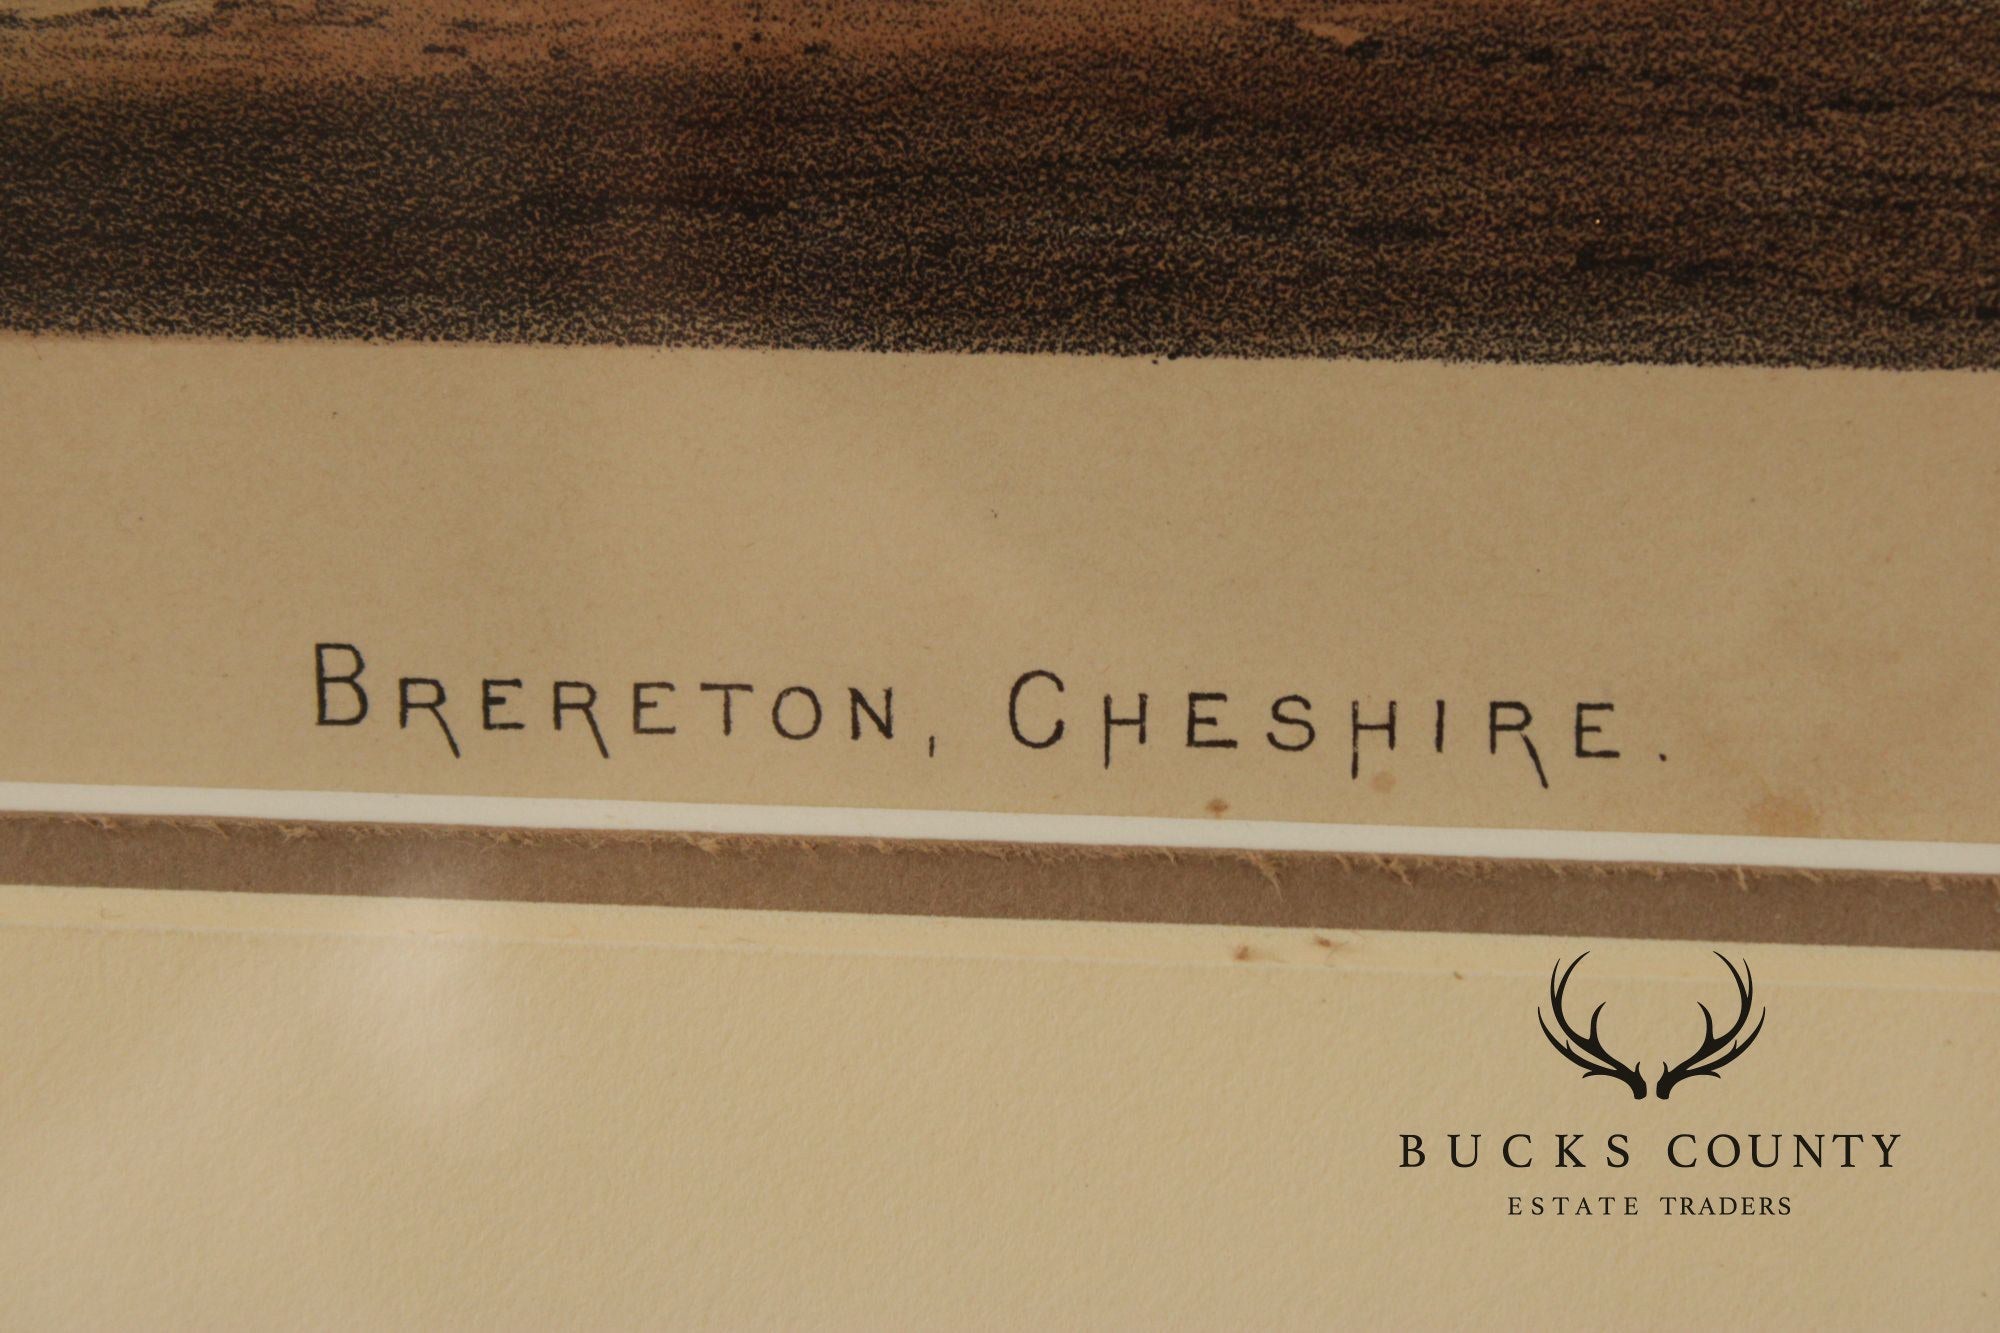 BRERETON, CHESHIRE.
BUCKS COUNTY
ESTATE TRADERS